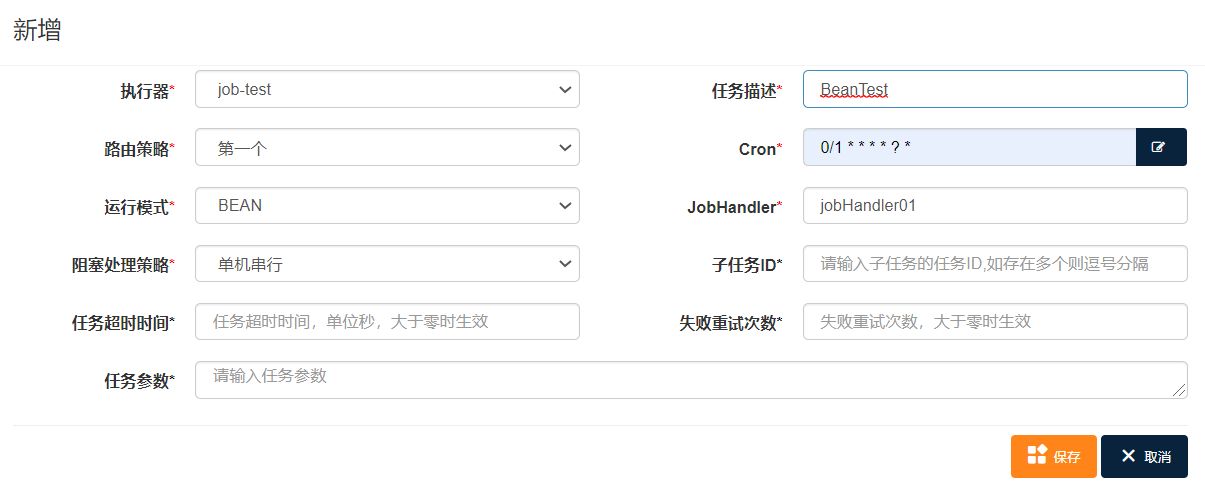 新增
执行器* job-test 任务描述* BeanTest
路由策略* 第一个 Cron* 0/1 * * * * ? *
运行模式* BEAN JobHandler* jobHandler01
阻塞处理策略* 单机串行 子任务ID* 请输入子任务的任务ID,如存在多个则逗号分隔
任务超时时间* 任务超时时间，单位秒，大于零时生效 失败重试次数* 失败重试次数，大于零时生效
任务参数* 请输入任务参数
保存 取消